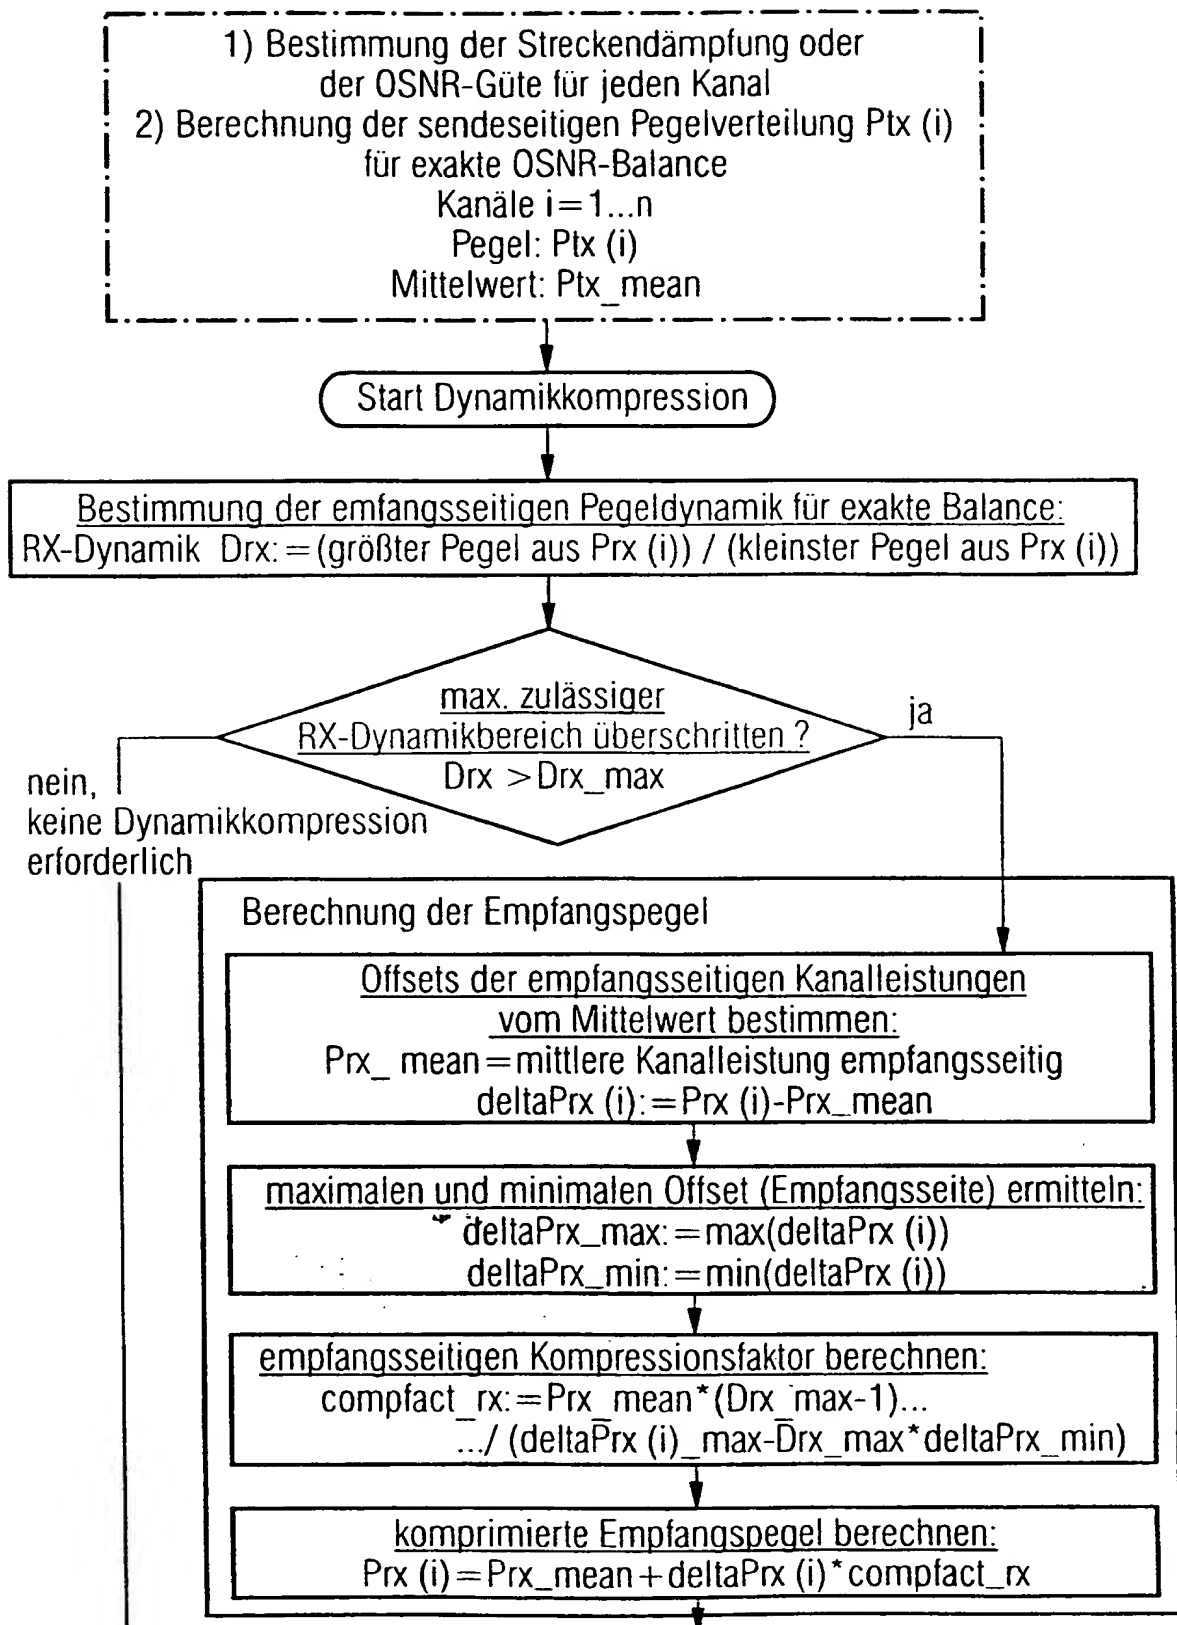 1) Bestimmung der Streckendämpfung oder
der OSNR-Güte für jeden Kanal
2) Berechnung der sendeseitigen Pegelverteilung Ptx (i)
für exakte OSNR-Balance
Kanäle i=1...n
Pegel: Ptx (i)
Mittelwert: Ptx_mean
Start Dynamikkompression
Bestimmung der emfangsseitigen Pegeldynamik für exakte Balance:
RX-Dynamik Drx:=(größter Pegel aus Prx (i)) / (kleinster Pegel aus Prx (i))
max. zulässiger
RX-Dynamikbereich überschritten ?
Drx >Drx_max
ja
nein,
keine Dynamikkompression
erforderlich
Berechnung der Empfangspegel
Offsets der empfangsseitigen Kanalleistungen
vom Mittelwert bestimmen:
Prx_ mean=mittlere Kanalleistung empfangsseitig
deltaPrx (i):=Prx (i)-Prx_mean
maximalen und minimalen Offset (Empfangsseite) ermitteln:
deltaPrx_max:=max(deltaPrx (i))
deltaPrx_min:=min(deltaPrx (i))
empfangsseitigen Kompressionsfaktor berechnen:
compfact_rx:=Prx_mean*(Drx_max-1)...
.../ (deltaPrx (i)_max-Drx_max*deltaPrx_min)
komprimierte Empfangspegel berechnen:
Prx (i)=Prx_mean+deltaPrx (i)*compfact_rx